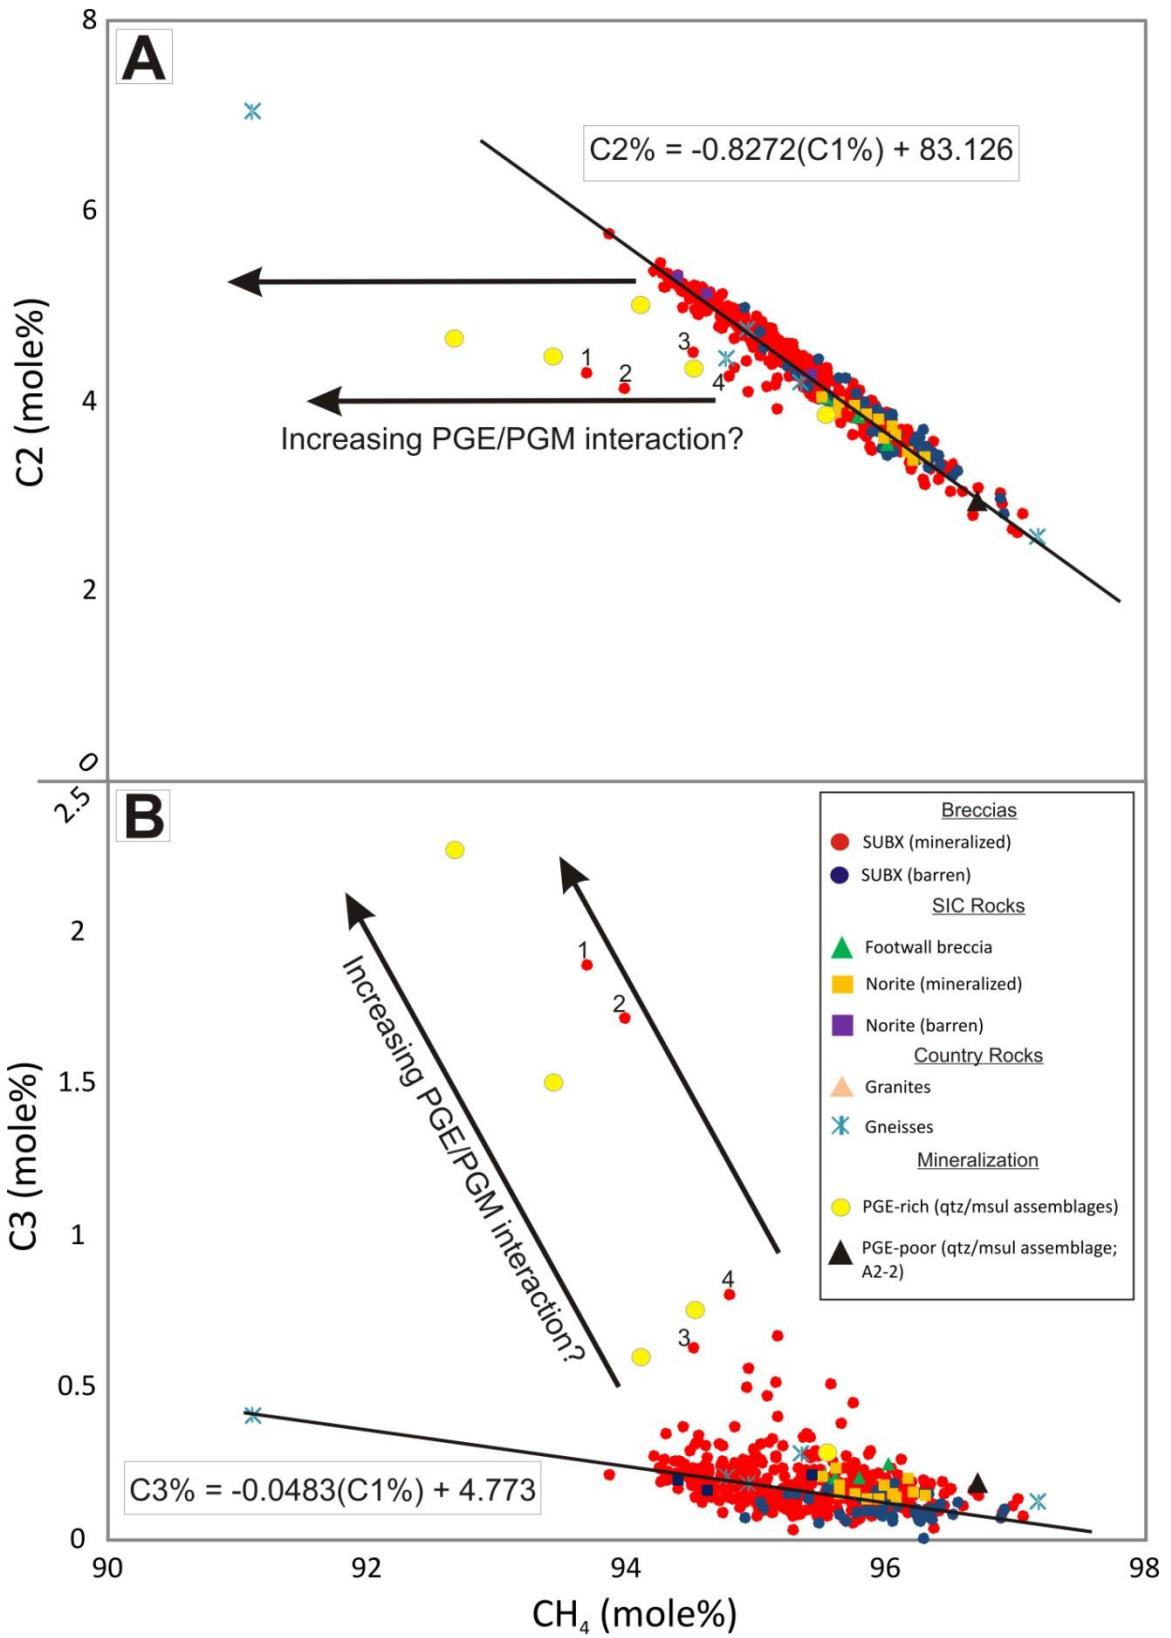 A
8
C2% = -0.8272(C1%) + 83.126
6
C2 (mole%)
3
1
2
4
4
Increasing PGE/PGM interaction?
2
0
2.5
B
Breccias
SUBX (mineralized)
SUBX (barren)
SIC Rocks
Footwall breccia
Norite (mineralized)
Norite (barren)
Country Rocks
Granites
Gneisses
Mineralization
PGE-rich (qtz/msul assemblages)
PGE-poor (qtz/msul assemblage;
A2-2)
2
1
2
Increasing PGE/PGM interaction?
1.5
C3 (mole%)
1
4
3
0.5
C3% = -0.0483(C1%) + 4.773
0
90
92
94
96
98
CH₄ (mole%)